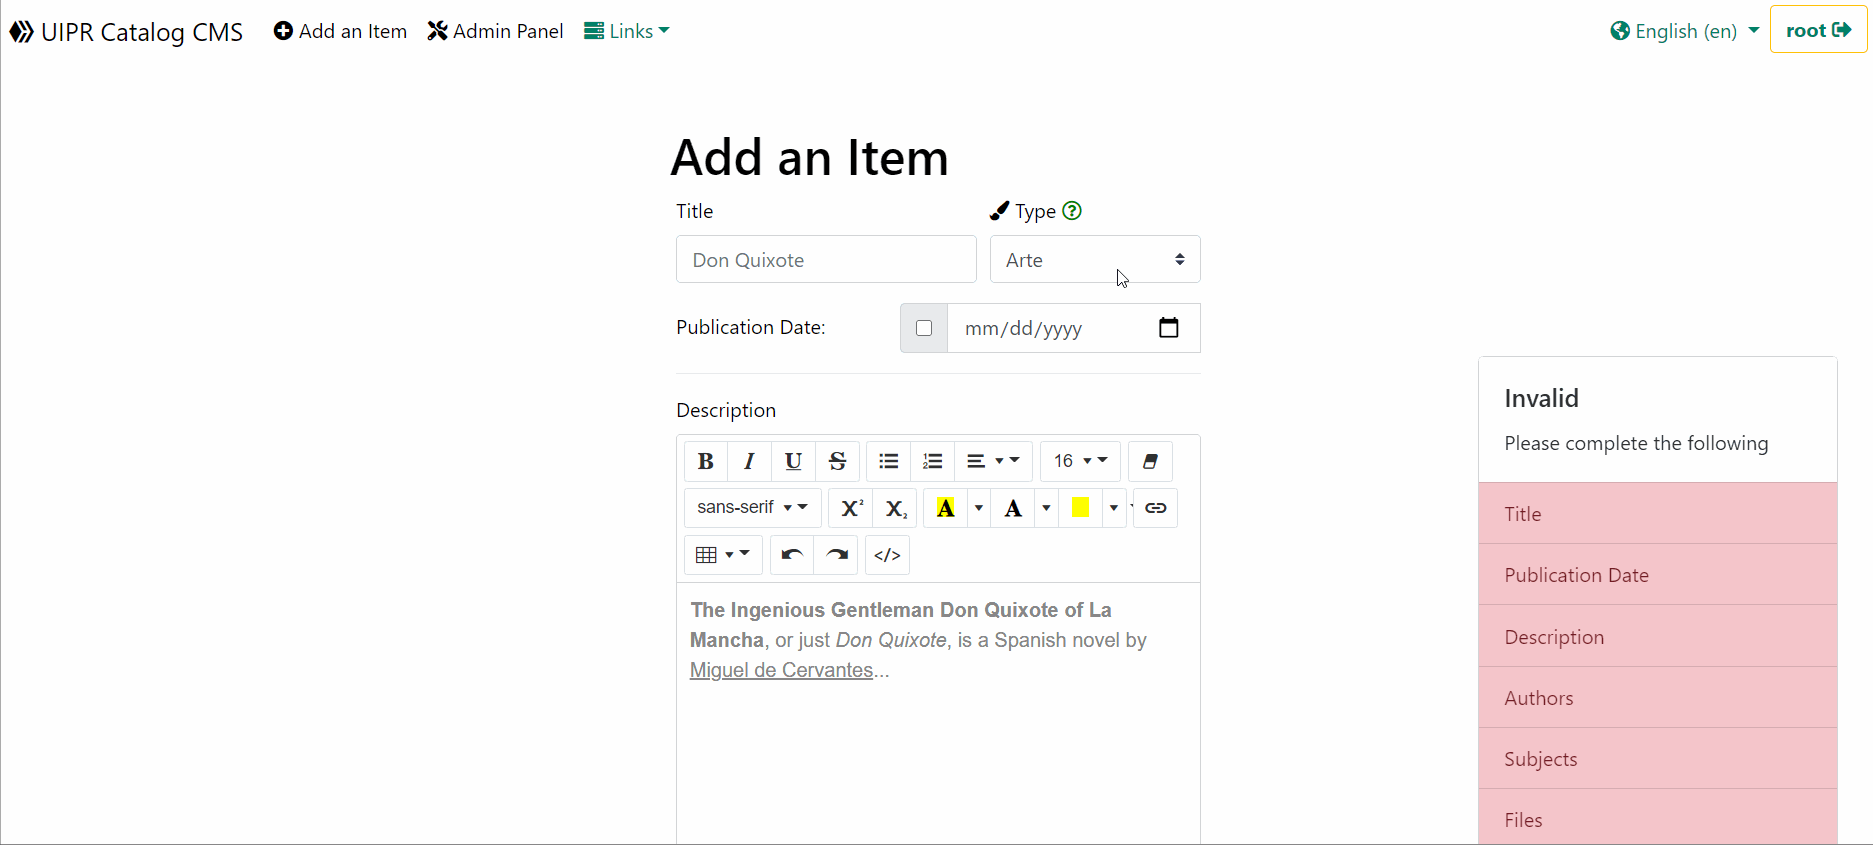 UIPR Catalog CMS Add an Item Admin Panel Links English (en) root
Add an Item
Title Type
Don Quixote Arte
Publication Date: mm/dd/yyyy
Description
B I U S 16
sans-serif X² X₂ A A
</>
The Ingenious Gentleman Don Quixote of La
Mancha, or just Don Quixote, is a Spanish novel by
Miguel de Cervantes...
Invalid
Please complete the following
Title
Publication Date
Description
Authors
Subjects
Files